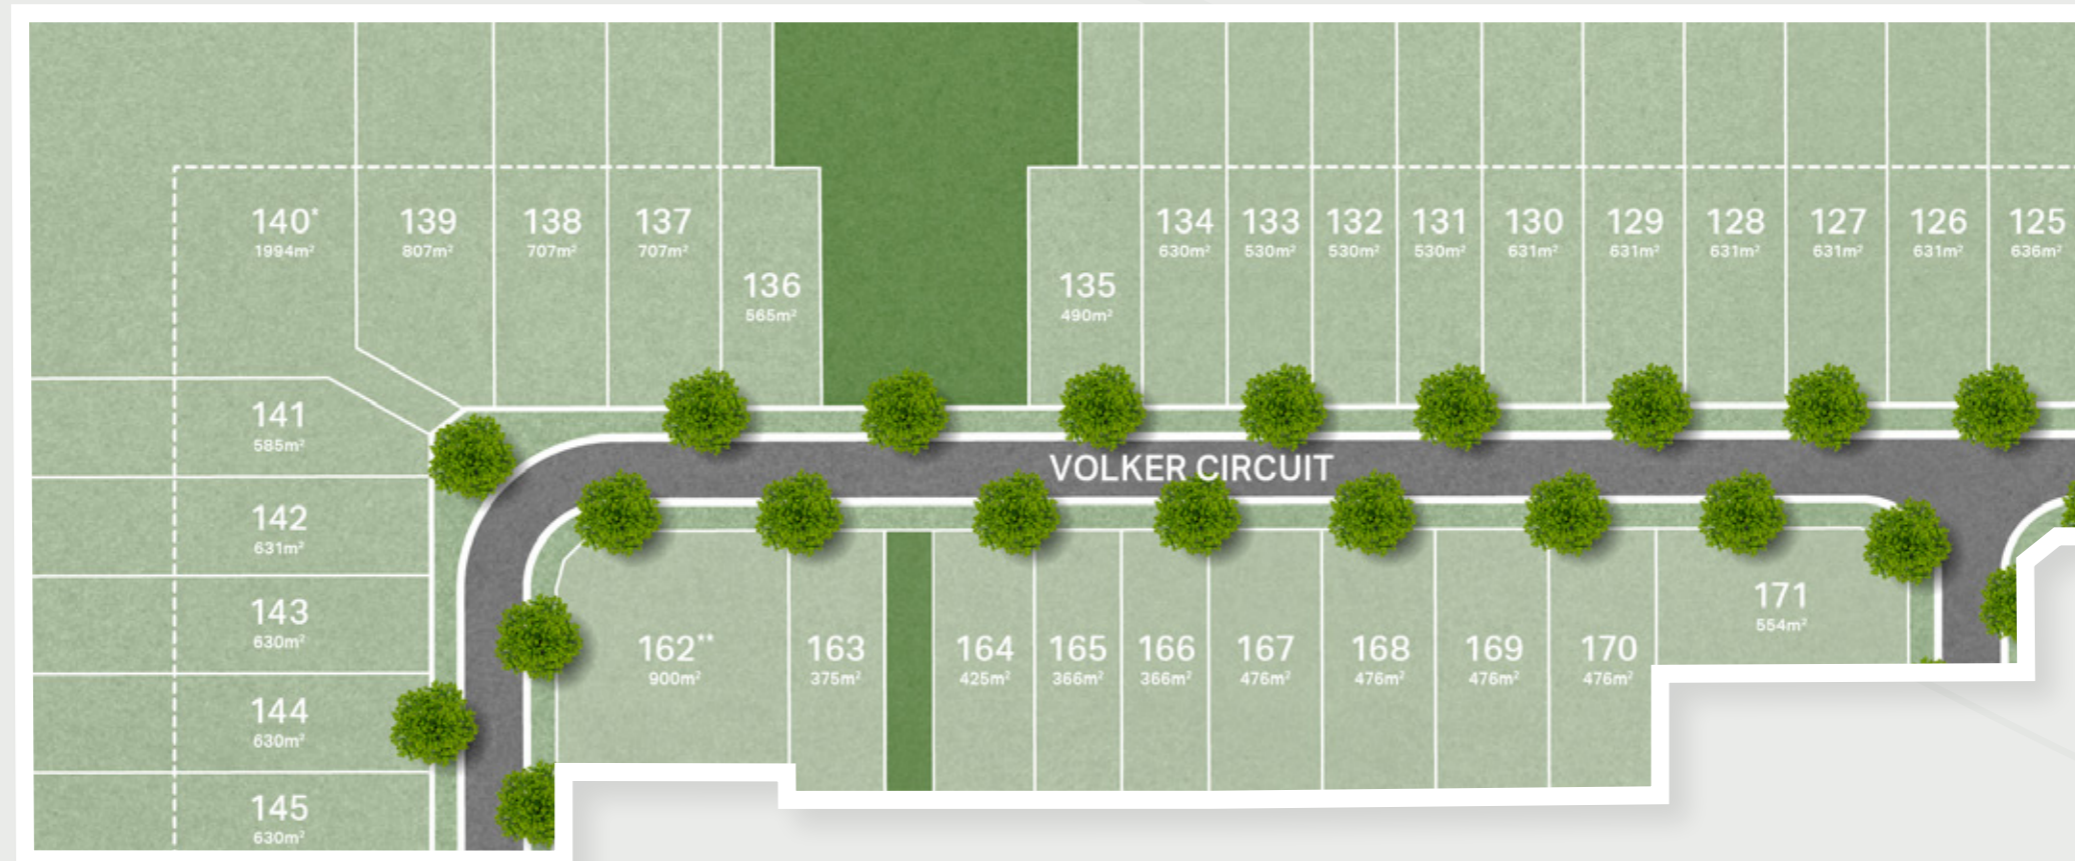 140*
1994m²
139
807m²
138
707m²
137
707m²
136
565m²
135
490m²
134
630m²
133
530m²
132
530m²
131
530m²
130
631m²
129
631m²
128
631m²
127
631m²
126
631m²
125
636m²
141
585m²
142
631m²
143
630m²
144
630m²
145
630m²
VOLKER CIRCUIT
162**
900m²
163
375m²
164
425m²
165
366m²
166
366m²
167
476m²
168
476m²
169
476m²
170
476m²
171
554m²